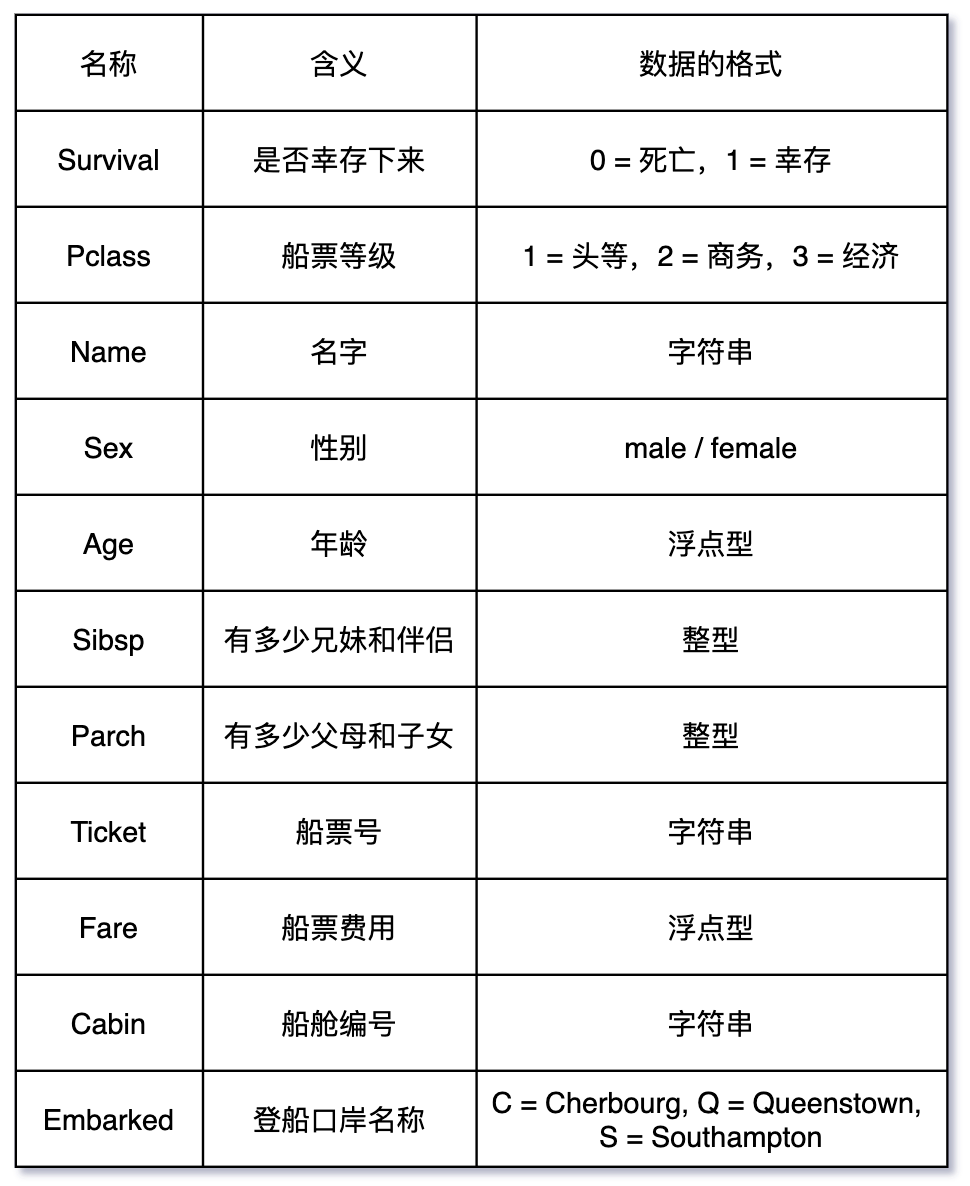 名称 含义 数据的格式
Survival 是否幸存下来 0 = 死亡，1 = 幸存
Pclass 船票等级 1 = 头等，2 = 商务，3 = 经济
Name 名字 字符串
Sex 性别 male / female
Age 年龄 浮点型
Sibsp 有多少兄妹和伴侣 整型
Parch 有多少父母和子女 整型
Ticket 船票号 字符串
Fare 船票费用 浮点型
Cabin 船舱编号 字符串
Embarked 登船口岸名称 C = Cherbourg, Q = Queenstown,
S = Southampton